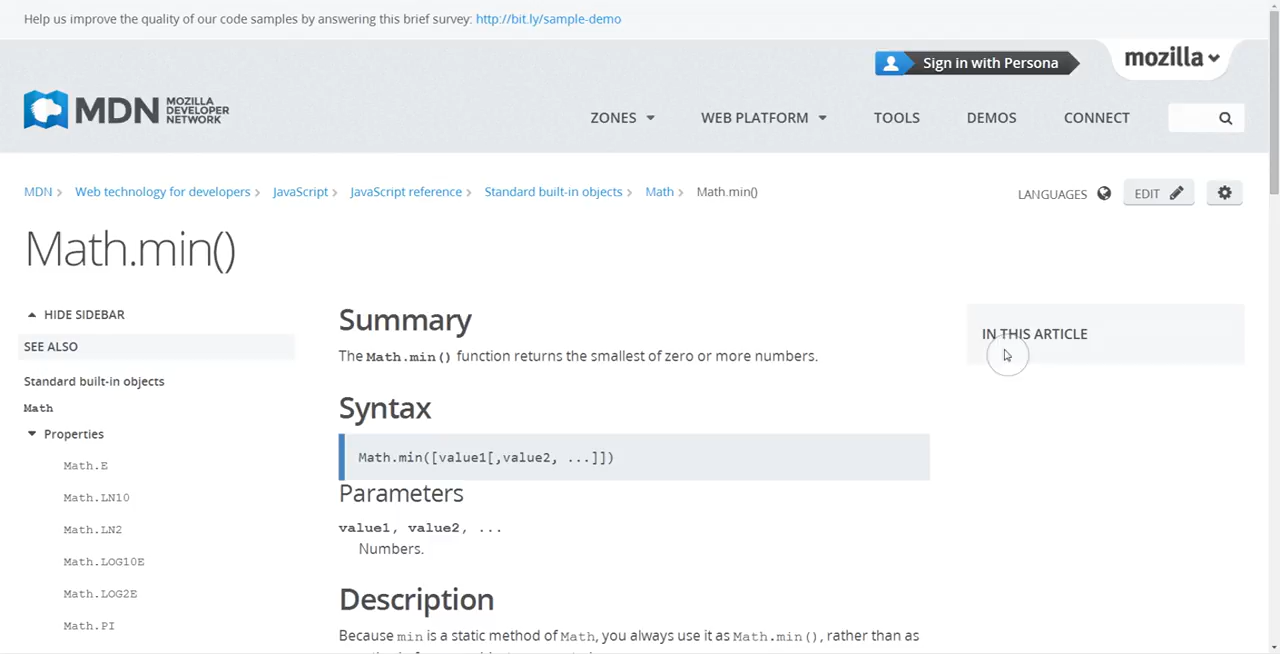 Help us improve the quality of our code samples by answering this brief survey: http://bit.ly/sample-demo
Sign in with Persona
mozilla
MDN MOZILLA DEVELOPER NETWORK
ZONES WEB PLATFORM TOOLS DEMOS CONNECT
MDN Web technology for developers JavaScript JavaScript reference Standard built-in objects Math Math.min()
LANGUAGES EDIT
Math.min()
HIDE SIDEBAR
SEE ALSO
Standard built-in objects
Math
Properties
Math.E
Math.LN10
Math.LN2
Math.LOG10E
Math.LOG2E
Math.PI
Summary
The Math.min() function returns the smallest of zero or more numbers.
Syntax
Math.min([value1[,value2, ...]])
Parameters
value1, value2, ...
Numbers.
Description
Because min is a static method of Math, you always use it as Math.min(), rather than as
IN THIS ARTICLE